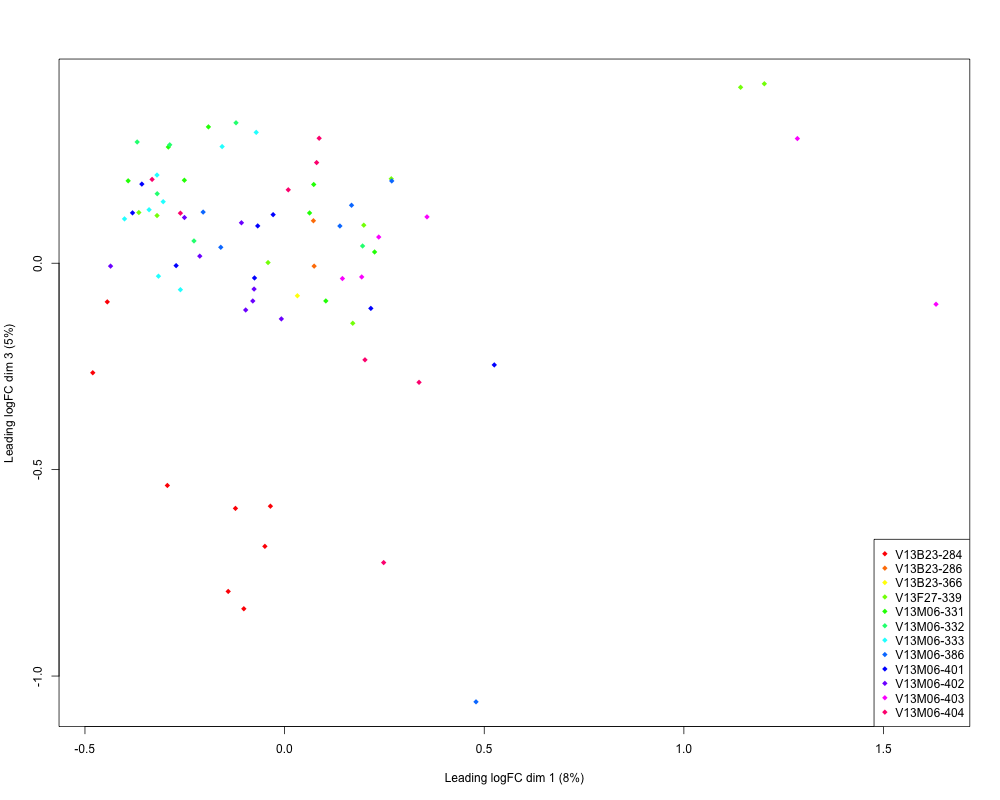 0.0
-0.5
-1.0
Leading logFC dim 3 (5%)
-0.5
0.0
0.5
1.0
1.5
Leading logFC dim 1 (8%)
V13B23-284
V13B23-286
V13B23-366
V13F27-339
V13M06-331
V13M06-332
V13M06-333
V13M06-386
V13M06-401
V13M06-402
V13M06-403
V13M06-404